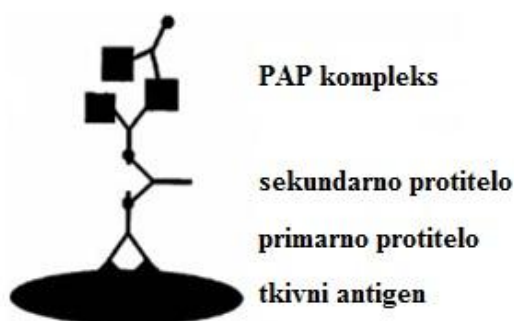 PAP kompleks
sekundarno protitelo
primarno protitelo
tkivni antigen